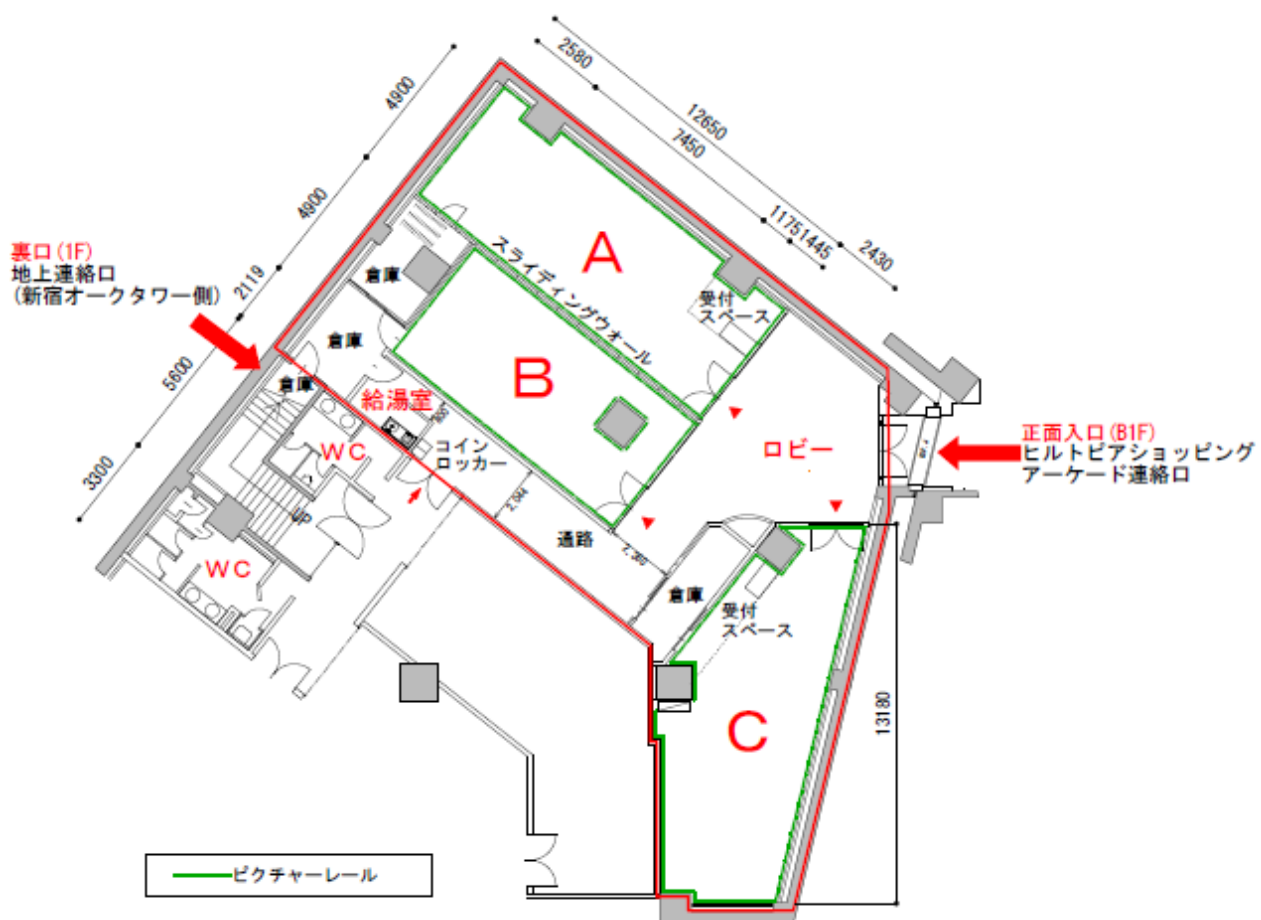 2580
12650
7450
11751445
2430
4900
4900
2119
5600
3300
裏口(1F)
地上連絡口
(新宿オークタワー側)
A
スライディングウォール
受付
スペース
倉庫
倉庫
倉庫
B
給湯室
WC
コイン
ロッカー
ロビー
正面入口(B1F)
ヒルトピアショッピング
アーケード連絡口
UP
2,044
通路
WC
倉庫
受付
スペース
C
13180
ピクチャーレール